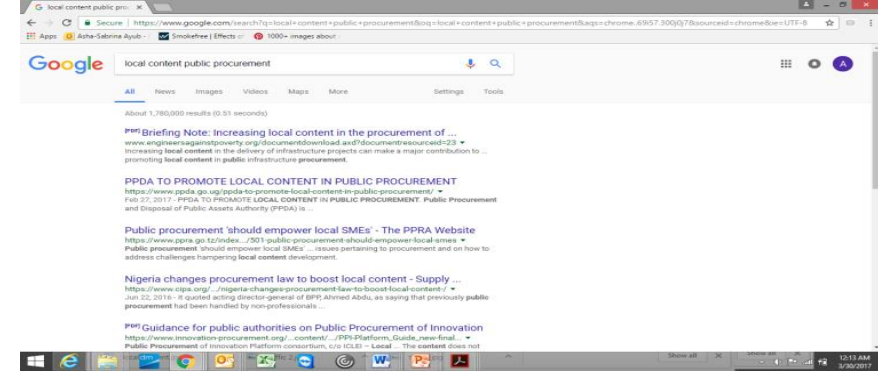 G local content public proc
Secure | https://www.google.com/search?q=local+content+public+procurement&oq=local+content+public+procurement&aqs=chrome..69i57.300j0j7&sourceid=chrome&ie=UTF-8
Apps Asha-Sabrina Ayub - Smokefree | Effects of 1000+ images about
Google local content public procurement A
All News Images Videos Maps More Settings Tools
About 1,780,000 results (0.51 seconds)
[PDF] Briefing Note: Increasing local content in the procurement of ...
www.engineersagainstpoverty.org/documentdownload.axd?documentresourceid=23
Increasing local content in the delivery of infrastructure projects can make a major contribution to ...
promoting local content in public infrastructure procurement.
PPDA TO PROMOTE LOCAL CONTENT IN PUBLIC PROCUREMENT
https://www.ppda.go.ug/ppda-to-promote-local-content-in-public-procurement/
Feb 27, 2017 - PPDA TO PROMOTE LOCAL CONTENT IN PUBLIC PROCUREMENT. Public Procurement
and Disposal of Public Assets Authority (PPDA) is ...
Public procurement 'should empower local SMEs' - The PPRA Website
https://www.ppra.go.tz/index.../501-public-procurement-should-empower-local-smes
Public procurement 'should empower local SMEs' ... issues pertaining to procurement and on how to
address challenges hampering local content development.
Nigeria changes procurement law to boost local content - Supply ...
https://www.cips.org/.../nigeria-changes-procurement-law-to-boost-local-content-/
Jun 22, 2016 - It quoted acting director-general of BPP, Ahmed Abdu, as saying that previously public
procurement had been handled by non-professionals ...
[PDF] Guidance for public authorities on Public Procurement of Innovation
https://www.innovation-procurement.org/...content/.../PPI-Platform_Guide_new-final...
Public Procurement of Innovation Platform consortium, c/o ICLEI – Local ... The content does not
Show all
12:13 AM
3/30/2017